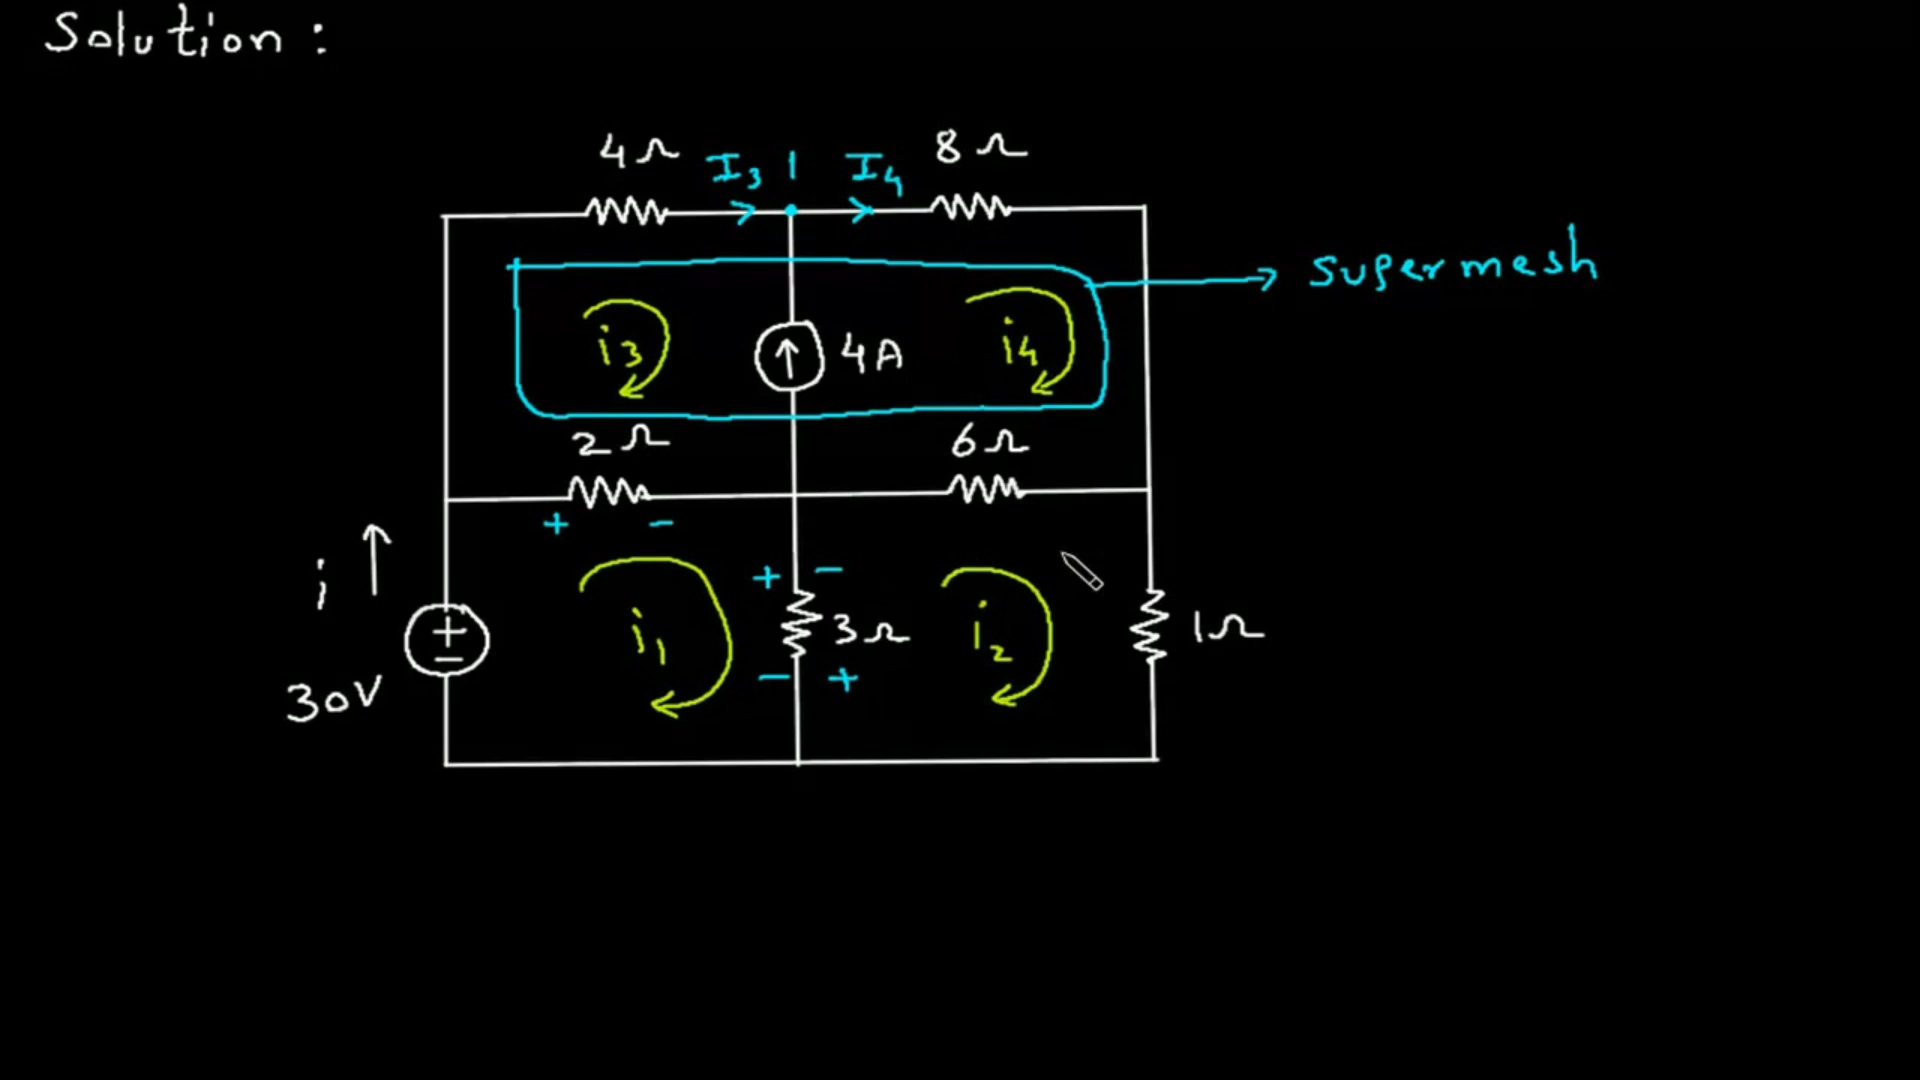 Solution :
4Ω I3 1 I4 8Ω
supermesh
i3 4A i4
2Ω 6Ω
+ -
+ -
i
+
-
i1 3Ω i2 1Ω
- +
30V